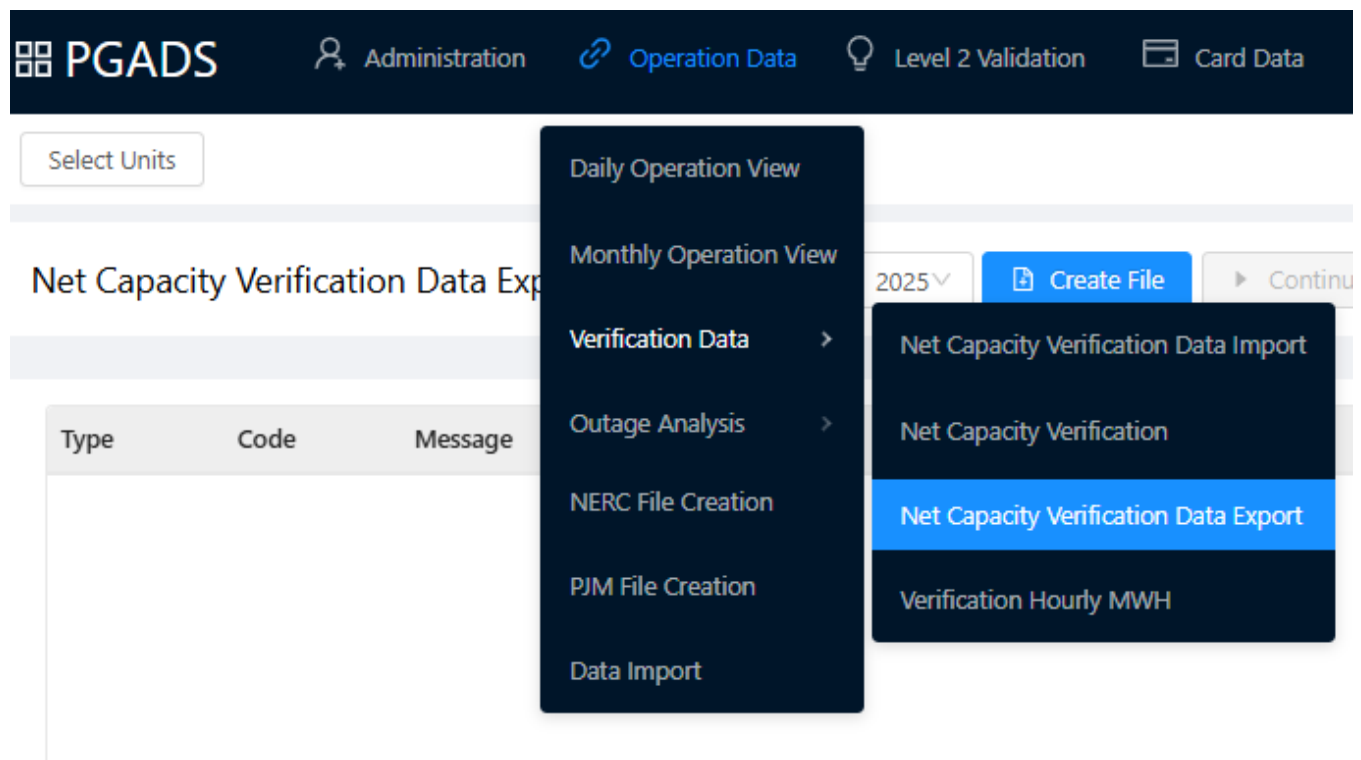 PGADS Administration Operation Data Level 2 Validation Card Data
Select Units
Daily Operation View
Monthly Operation View
Verification Data
Outage Analysis
NERC File Creation
PJM File Creation
Data Import
Net Capacity Verification Data Exp
2025 Create File Continu
Net Capacity Verification Data Import
Net Capacity Verification
Net Capacity Verification Data Export
Verification Hourly MWH
Type Code Message